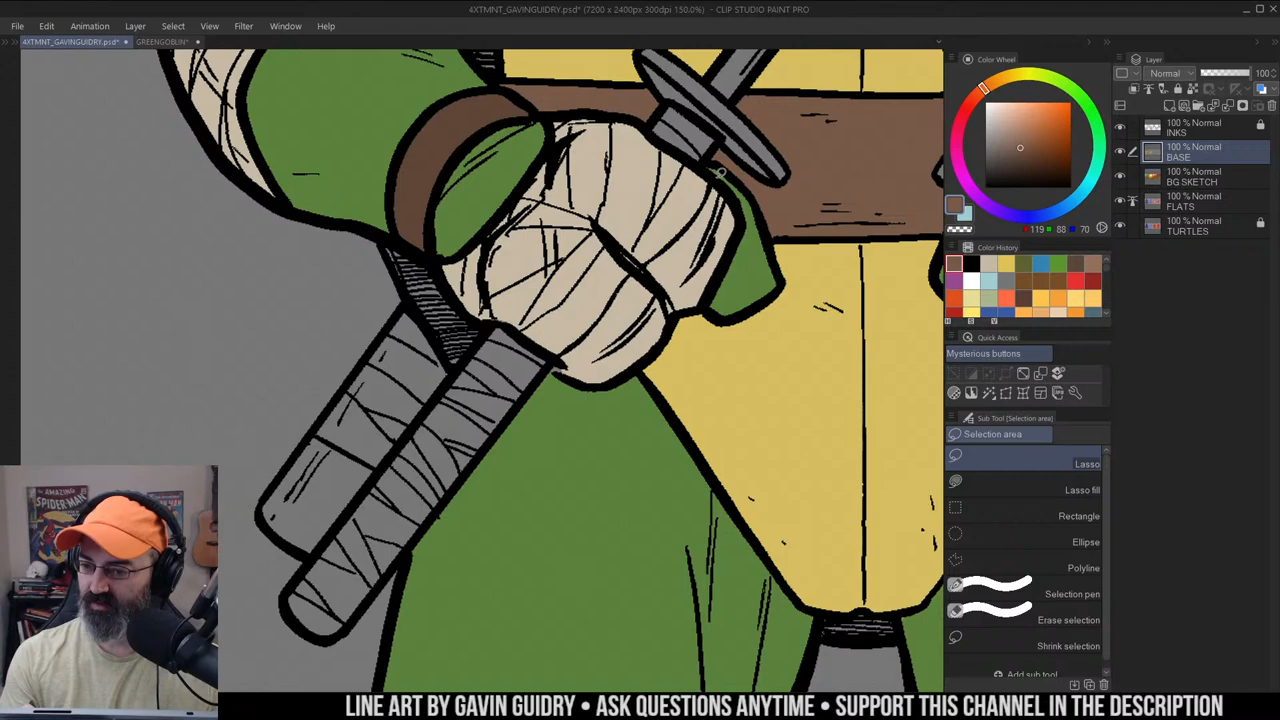 4XTMNT_GAVINGUIDRY.psd* (7200 x 2400px 300dpi 150.0%) - CLIP STUDIO PAINT PRO
File Edit Animation Layer Select View Filter Window Help
4XTMNT_GAVINGUIDRY.psd*
GREENGOBLIN*
Color Wheel
119 88 70
Color History
H S V
Quick Access
Mysterious buttons
Sub Tool [Selection area]
Selection area
Lasso
Lasso fill
Rectangle
Ellipse
Polyline
Selection pen
Erase selection
Shrink selection
Add sub tool
Layer
Normal 100
100 % Normal
INKS
100 % Normal
BASE
100 % Normal
BG SKETCH
100 % Normal
FLATS
100 % Normal
TURTLES
AMAZING
SPIDER-MAN
LINE ART BY GAVIN GUIDRY • ASK QUESTIONS ANYTIME • SUPPORT THIS CHANNEL IN THE DESCRIPTION